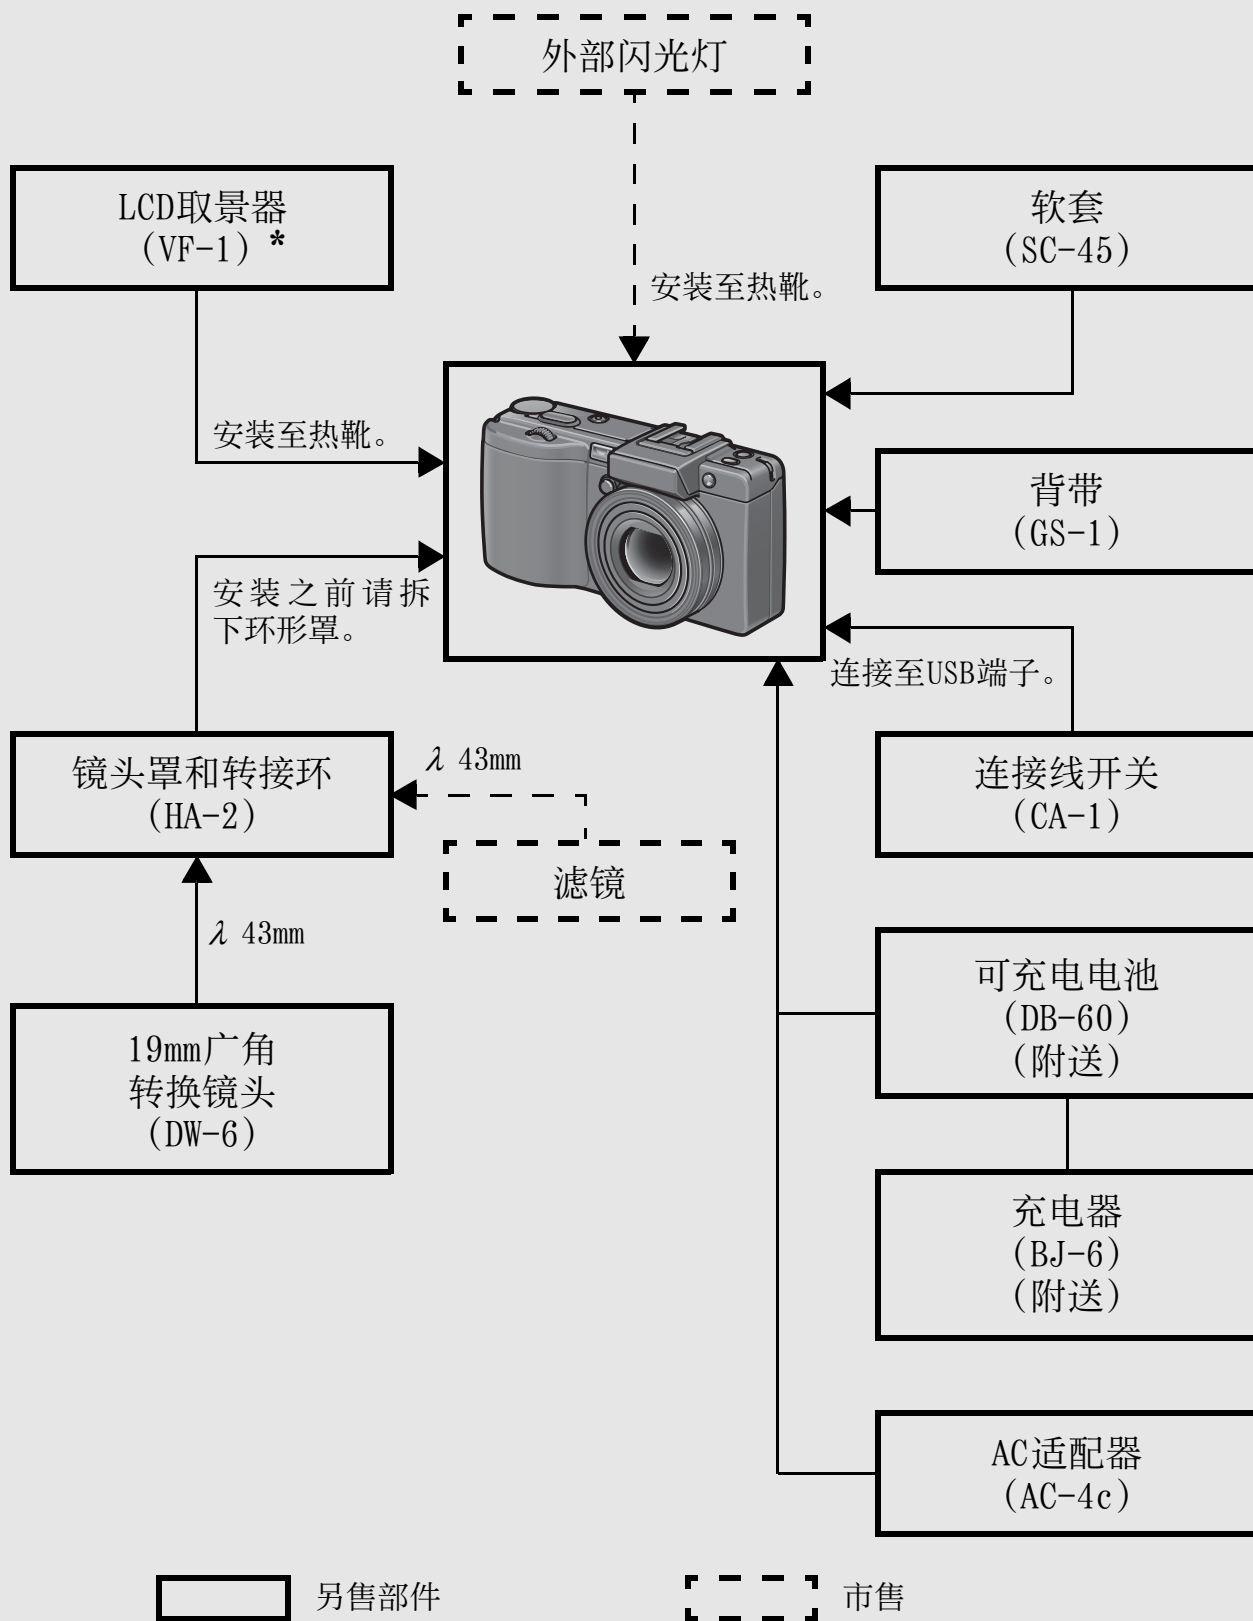 外部闪光灯
LCD取景器
(VF-1) *
软套
(SC-45)
安装至热靴。
安装至热靴。
背带
(GS-1)
安装之前请拆
下环形罩。
连接至USB端子。
镜头罩和转接环
(HA-2)
λ 43mm
连接线开关
(CA-1)
滤镜
λ 43mm
可充电电池
(DB-60)
(附送)
19mm广角
转换镜头
(DW-6)
充电器
(BJ-6)
(附送)
AC适配器
(AC-4c)
另售部件
市售